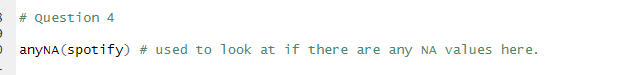 # Question 4
anyNA(spotify) # used to look at if there are any NA values here.